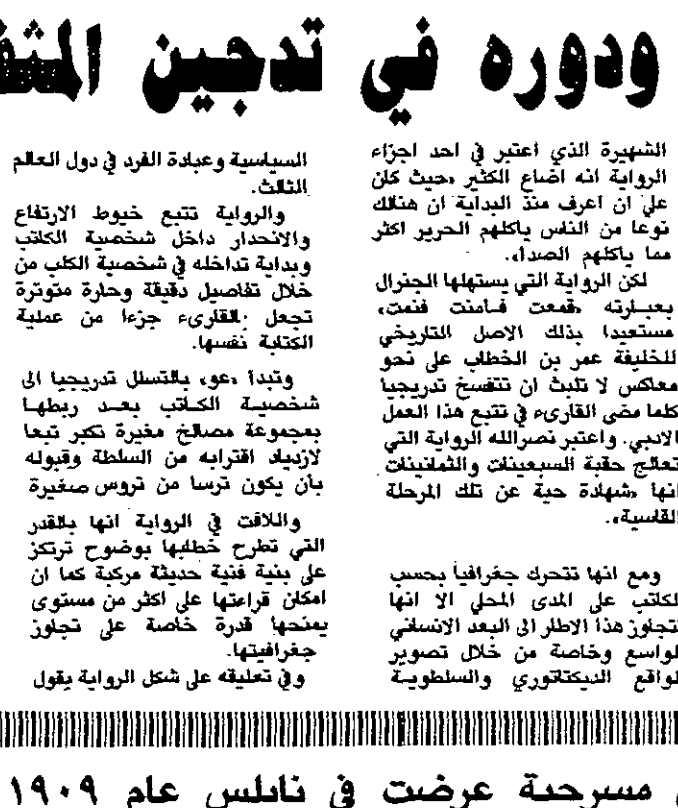 ودوره في تدجين
الشهيرة الذي اعتبر في احد اجزاء
الرواية انه اضاع الكثير «حيث كان
علي ان اعرف منذ البداية ان هنالك
نوعا من الناس ياكلهم الحرير اكثر
مما ياكلهم الصدا».
لكن الرواية التي يستهلها الجنرال
بعبارته «قمعت فأمنت فنمت»
مستعيدا بذلك الاصل التاريخي
للخليفة عمر بن الخطاب على نحو
معاكس لا تلبث ان تتفسخ تدريجيا
كلما مضى القارىء في تتبع هذا العمل
الادبي. واعتبر نصرالله الرواية التي
تعالج حقبة السبعينات والثمانينات
انها «شهادة حية عن تلك المرحلة
القاسية».
ومع انها تتحرك جغرافياً بحسب
الكاتب على المدى المحلي الا انها
تتجاوز هذا الاطار الى البعد الانساني
الواسع وخاصة من خلال تصوير
الواقع الديكتاتوري والسلطوية
السياسية وعبادة الفرد في دول العالم
الثالث.
والرواية تتبع خيوط الارتفاع
والانحدار داخل شخصية الكاتب
وبداية تداخله في شخصية الكلب من
خلال تفاصيل دقيقة وحارة متوترة
تجعل القارىء جزءا من عملية
الكتابة نفسها.
وتبدأ «عو» بالتسلل تدريجيا الى
شخصية الكاتب بعد ربطها
بمجموعة مصالح صغيرة تكبر تبعا
لازدياد اقترابه من السلطة وقبوله
بأن يكون ترسا من تروس صغيرة
واللافت في الرواية انها بالقدر
التي تطرح خطابها بوضوح ترتكز
على بنية فنية حديثة مركبة كما ان
امكان قراءتها على اكثر من مستوى
يمنحها قدرة خاصة على تجاوز
جغرافيتها.
وفي تعليقه على شكل الرواية يقول
مسرحية عرضت في نابلس عام ١٩٠٩